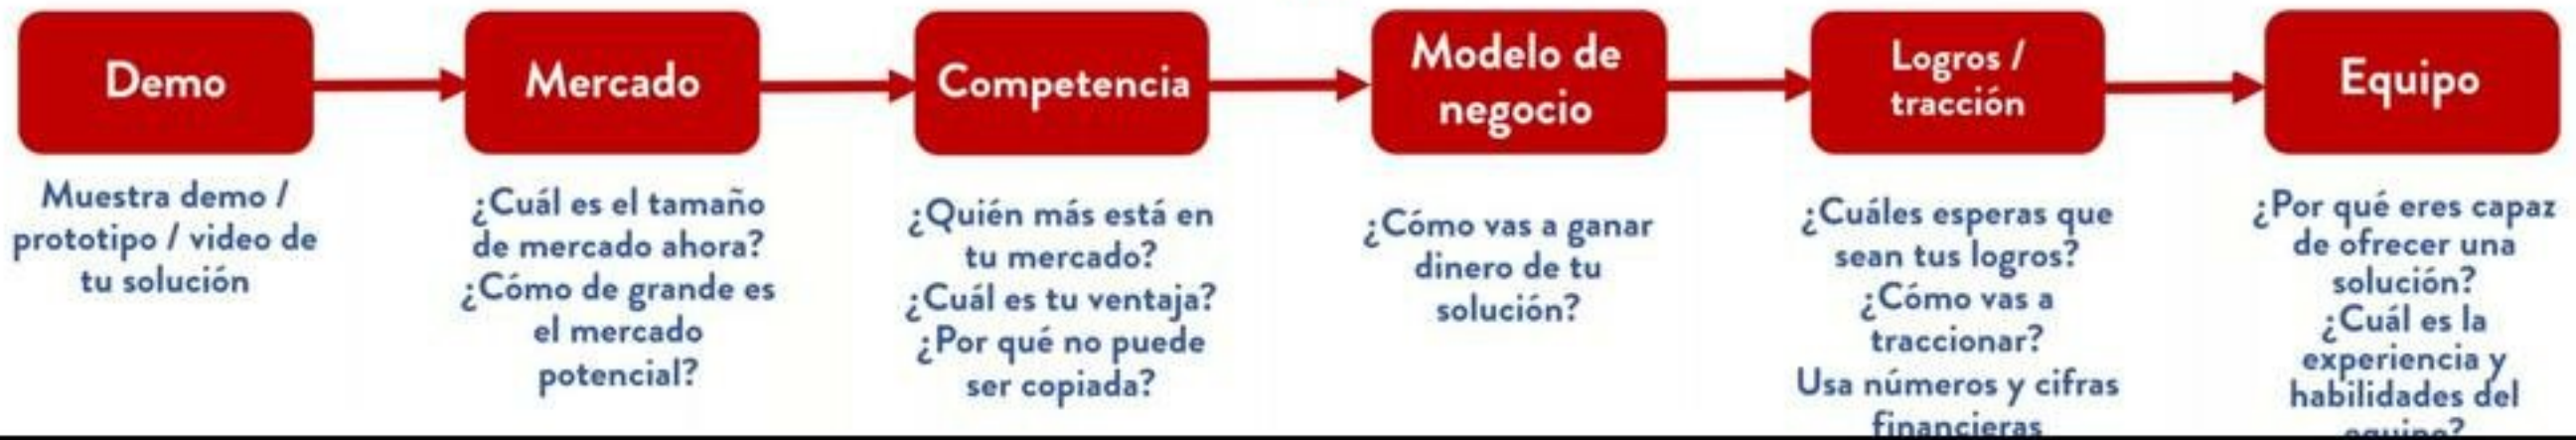 Demo
Muestra demo /
prototipo / video de
tu solución
Mercado
¿Cuál es el tamaño
de mercado ahora?
¿Cómo de grande es
el mercado
potencial?
Competencia
¿Quién más está en
tu mercado?
¿Cuál es tu ventaja?
¿Por qué no puede
ser copiada?
Modelo de
negocio
¿Cómo vas a ganar
dinero de tu
solución?
Logros /
tracción
¿Cuáles esperas que
sean tus logros?
¿Cómo vas a
traccionar?
Usa números y cifras
financieras
Equipo
¿Por qué eres capaz
de ofrecer una
solución?
¿Cuál es la
experiencia y
habilidades del
equipo?